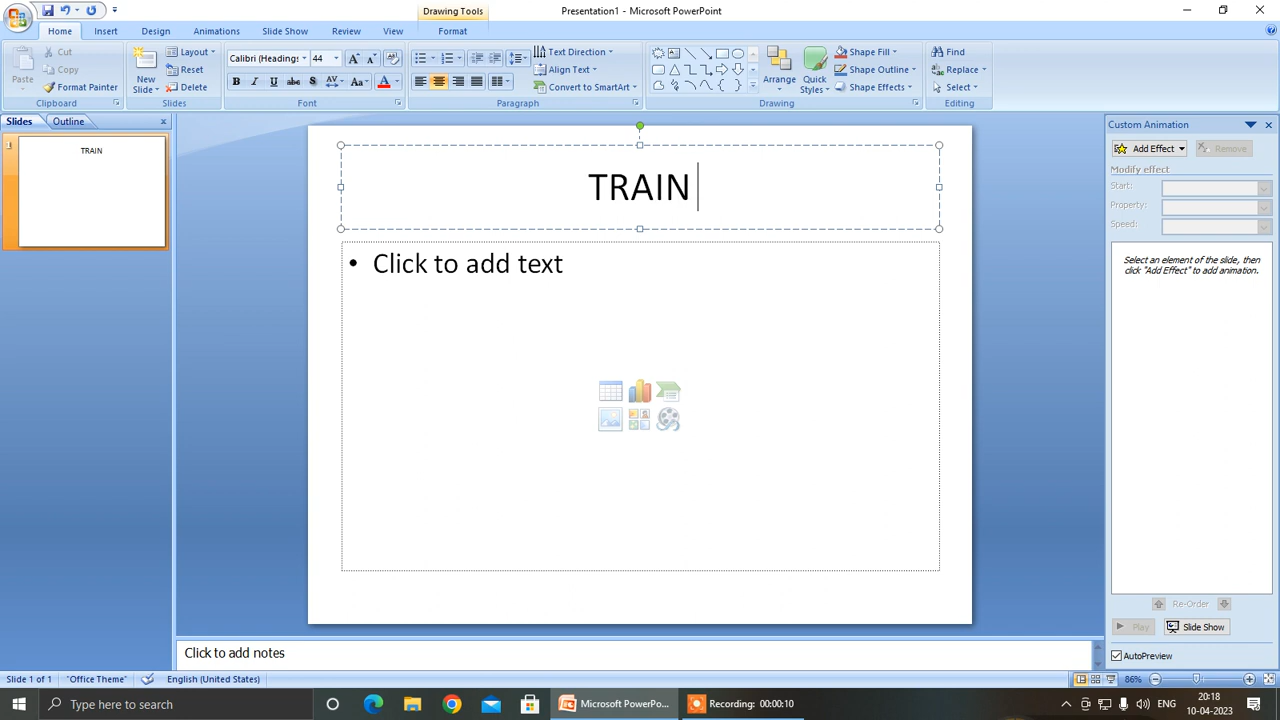 Drawing Tools
Presentation1 - Microsoft PowerPoint
Home Insert Design Animations Slide Show Review View Format
Cut
Copy
Format Painter
Paste
Clipboard
New
Slide
Layout
Reset
Delete
Slides
Calibri (Headings) 44
B I U abc S AV Aa A
Font
Text Direction
Align Text
Convert to SmartArt
Paragraph
Arrange
Quick
Styles
Shape Fill
Shape Outline
Shape Effects
Drawing
Find
Replace
Select
Editing
Slides Outline
1
TRAIN
TRAIN
• Click to add text
Click to add notes
Custom Animation
Add Effect Remove
Modify effect
Start:
Property:
Speed:
Select an element of the slide, then
click "Add Effect" to add animation.
Re-Order
Play Slide Show
AutoPreview
Slide 1 of 1 "Office Theme" English (United States) 86%
Type here to search
Microsoft PowerPo...
Recording: 00:00:10
ENG
20:18
10-04-2023